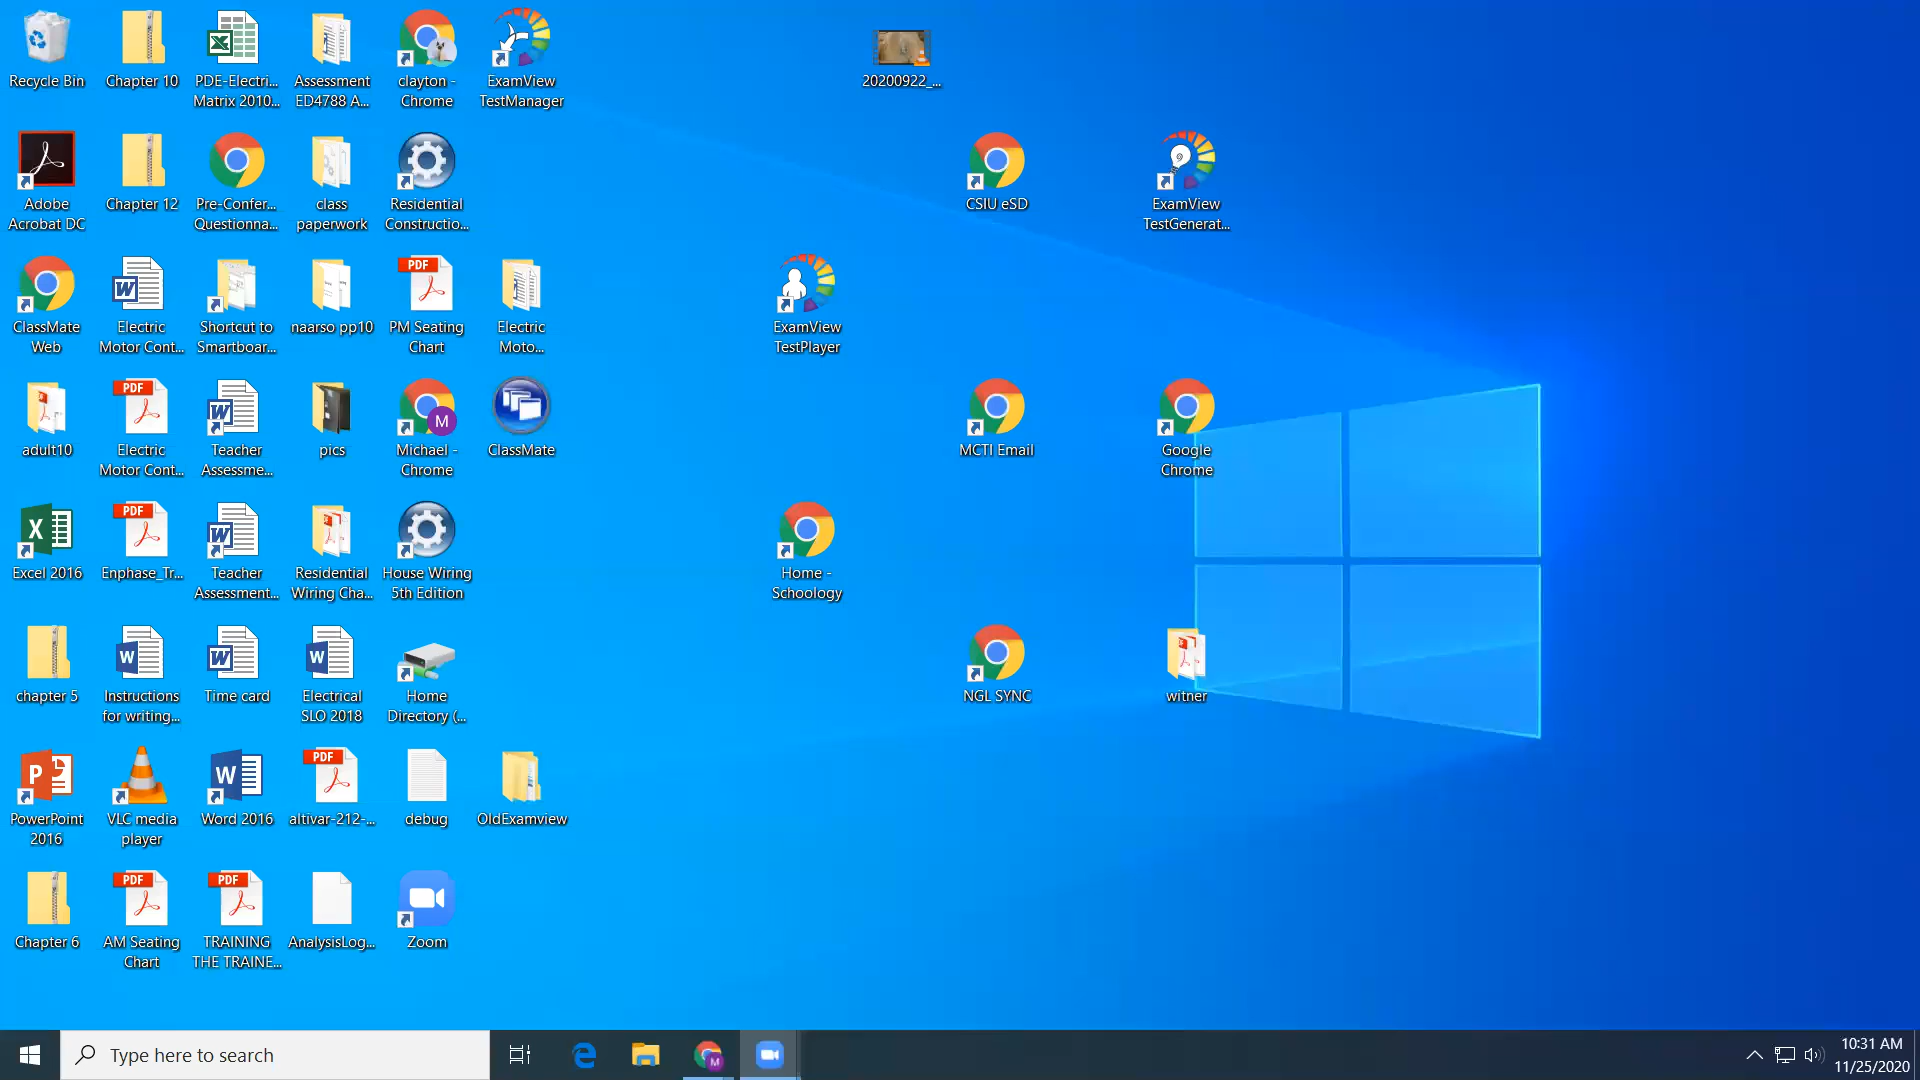 Recycle Bin
Chapter 10
PDE-Electri...
Matrix 2010...
Assessment
ED4788 A...
clayton -
Chrome
ExamView
TestManager
20200922_...
Adobe
Acrobat DC
Chapter 12
Pre-Confer...
Questionna...
class
paperwork
Residential
Constructio...
CSIU eSD
ExamView
TestGenerat...
ClassMate
Web
Electric
Motor Cont...
Shortcut to
Smartboar...
naarso pp10
PDF
PM Seating
Chart
Electric
Moto...
ExamView
TestPlayer
adult10
PDF
Electric
Motor Cont...
Teacher
Assessme...
pics
M
Michael -
Chrome
ClassMate
MCTI Email
Google
Chrome
Excel 2016
PDF
Enphase_Tr...
Teacher
Assessment...
Residential
Wiring Cha...
House Wiring
5th Edition
Home -
Schoology
chapter 5
Instructions
for writing...
Time card
Electrical
SLO 2018
Home
Directory (...
NGL SYNC
witner
PowerPoint
2016
VLC media
player
Word 2016
PDF
altivar-212-...
debug
OldExamview
Chapter 6
PDF
AM Seating
Chart
PDF
TRAINING
THE TRAINE...
AnalysisLog...
Zoom
Type here to search
M
10:31 AM
11/25/2020